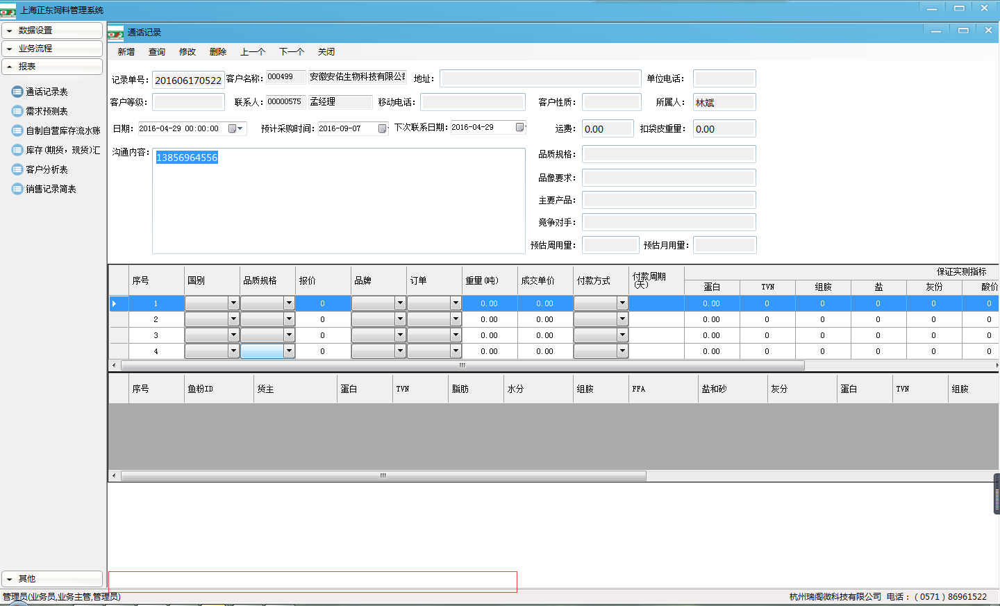 上海正东饲料管理系统
数据设置
业务流程
报表
通话记录表
需求预测表
自制自营库存流水账
库存(期货，现货)汇
客户分析表
销售记录简表
其他
通话记录
新增 查询 修改 删除 上一个 下一个 关闭
记录单号： 201606170522 客户名称： 000499 安徽安佑生物科技有限公司 地址： 单位电话：
客户等级： 联系人： 00000575 孟经理 移动电话： 客户性质： 所属人： 林斌
日期： 2016-04-29 00:00:00 预计采购时间： 2016-09-07 下次联系日期： 2016-04-29 运费： 0.00 扣袋皮重量： 0.00
沟通内容： 13856964556 品质规格：
品像要求：
主要产品：
竞争对手：
预估周用量： 预估月用量：
序号 国别 品质规格 报价 品牌 订单 重量(吨) 成交单价 付款方式 付款周期(天) 保证实测指标
蛋白 TVN 组胺 盐 灰份 酸价
1 0 0.00 0.00 0.00 0 0 0 0 0
2 0 0.00 0.00 0.00 0 0 0 0 0
3 0 0.00 0.00 0.00 0 0 0 0 0
4 0 0.00 0.00 0.00 0 0 0 0 0
序号 鱼粉ID 货主 蛋白 TVN 脂肪 水分 组胺 FFA 盐和砂 灰分 蛋白 TVN 组胺
管理员(业务员,业务主管,管理员) 杭州瑞阁微科技有限公司 电话：（0571）86961522